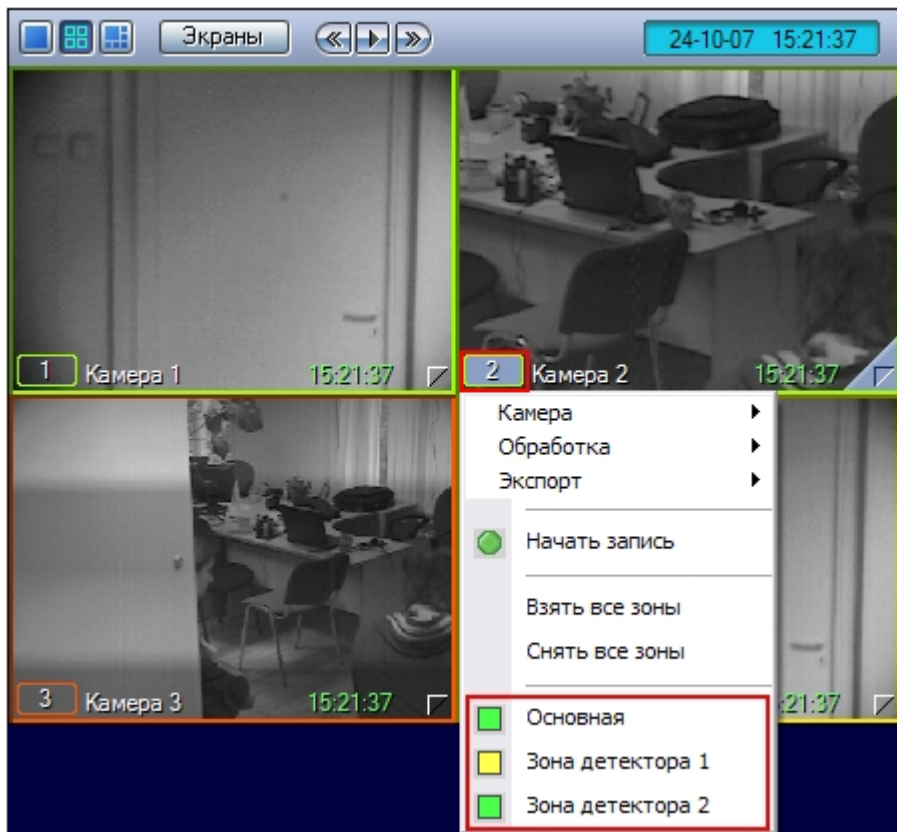 Экраны
24-10-07 15:21:37
1 Камера 1 15:21:37
2 Камера 2 15:21:37
Камера
Обработка
Экспорт
Начать запись
Взять все зоны
Снять все зоны
3 Камера 3 15:21:37
:21:37
Основная
Зона детектора 1
Зона детектора 2